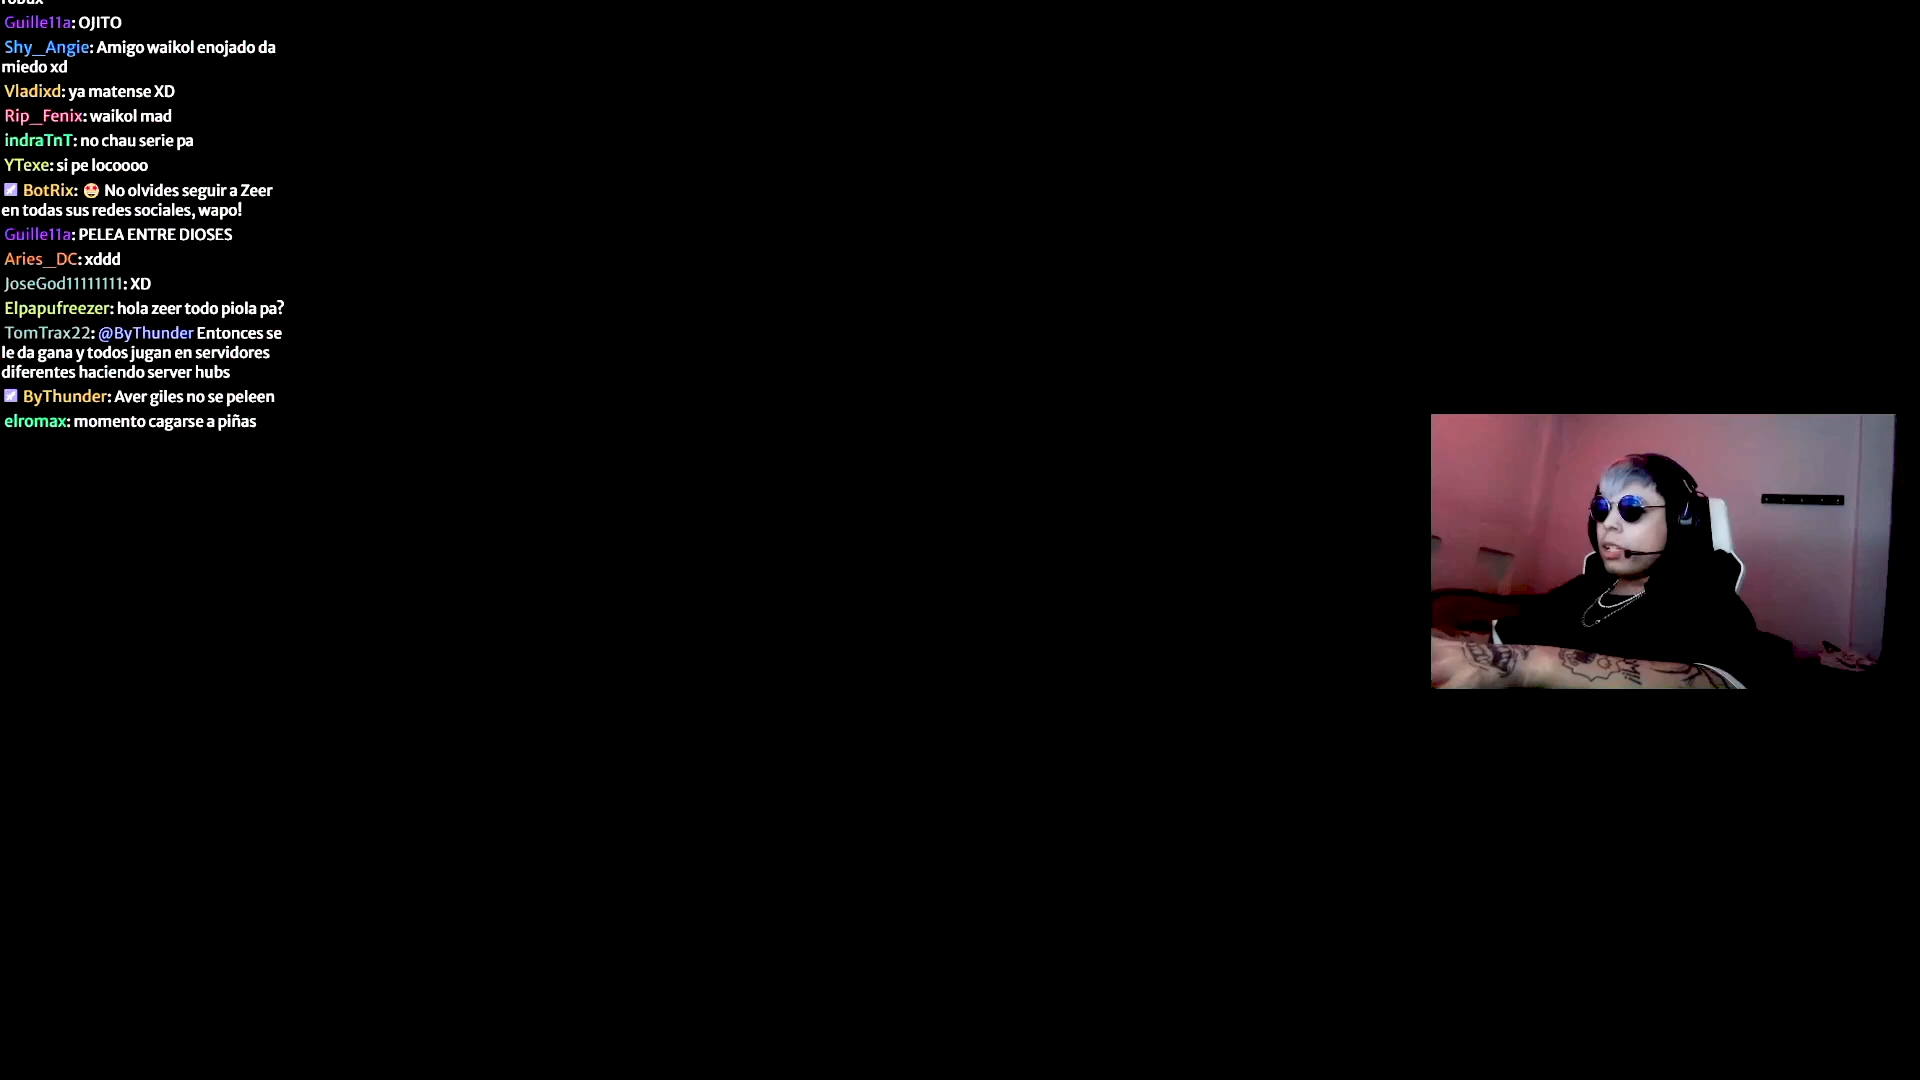 Guille11a: OJITO
Shy_Angie: Amigo waikol enojado da
miedo xd
Vladixd: ya matense XD
Rip_Fenix: waikol mad
indraTnT: no chau serie pa
YTexe: si pe locoooo
BotRix: 🤩 No olvides seguir a Zeer
en todas sus redes sociales, wapo!
Guille11a: PELEA ENTRE DIOSES
Aries_DC: xddd
JoseGod11111111: XD
Elpapufreezer: hola zeer todo piola pa?
TomTrax22: @ByThunder Entonces se
le da gana y todos jugan en servidores
diferentes haciendo server hubs
ByThunder: Aver giles no se peleen
elromax: momento cagarse a piñas